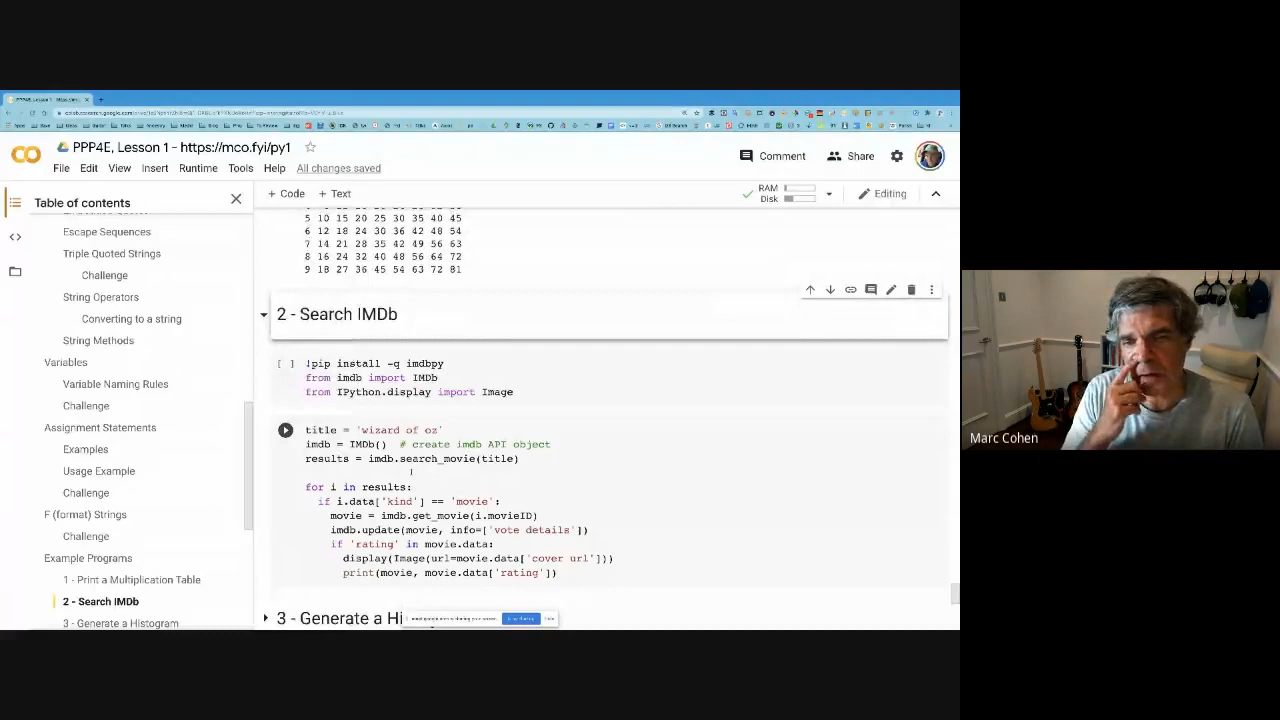 PPP4E, Lesson 1 - https://mco.fyi/py1
File Edit View Insert Runtime Tools Help All changes saved
Comment Share
+ Code + Text
RAM
Disk
Editing
Table of contents
Escape Sequences
Triple Quoted Strings
Challenge
String Operators
Converting to a string
String Methods
Variables
Variable Naming Rules
Challenge
Assignment Statements
Examples
Usage Example
Challenge
F (format) Strings
Challenge
Example Programs
1 - Print a Multiplication Table
2 - Search IMDb
3 - Generate a Histogram
5 10 15 20 25 30 35 40 45
6 12 18 24 30 36 42 48 54
7 14 21 28 35 42 49 56 63
8 16 24 32 40 48 56 64 72
9 18 27 36 45 54 63 72 81
2 - Search IMDb
[ ] !pip install -q imdbpy
from imdb import IMDb
from IPython.display import Image
title = 'wizard of oz'
imdb = IMDb() # create imdb API object
results = imdb.search_movie(title)
for i in results:
if i.data['kind'] == 'movie':
movie = imdb.get_movie(i.movieID)
imdb.update(movie, info=['vote details'])
if 'rating' in movie.data:
display(Image(url=movie.data['cover url']))
print(movie, movie.data['rating'])
3 - Generate a Hi
Marc Cohen